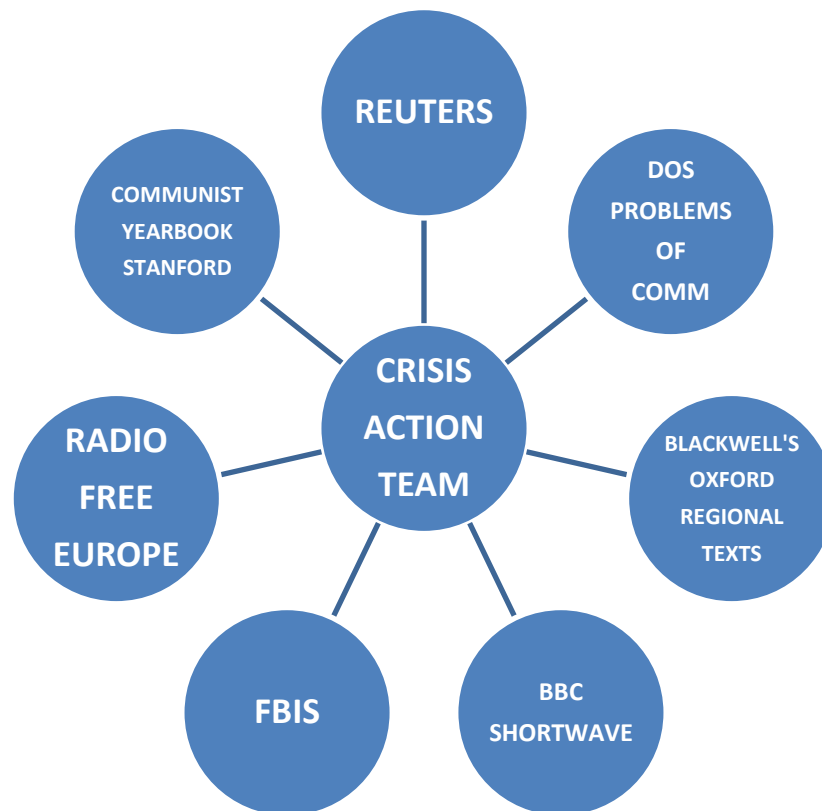 REUTERS
DOS
PROBLEMS
OF
COMM
BLACKWELL'S
OXFORD
REGIONAL
TEXTS
BBC
SHORTWAVE
FBIS
RADIO
FREE
EUROPE
COMMUNIST
YEARBOOK
STANFORD
CRISIS
ACTION
TEAM